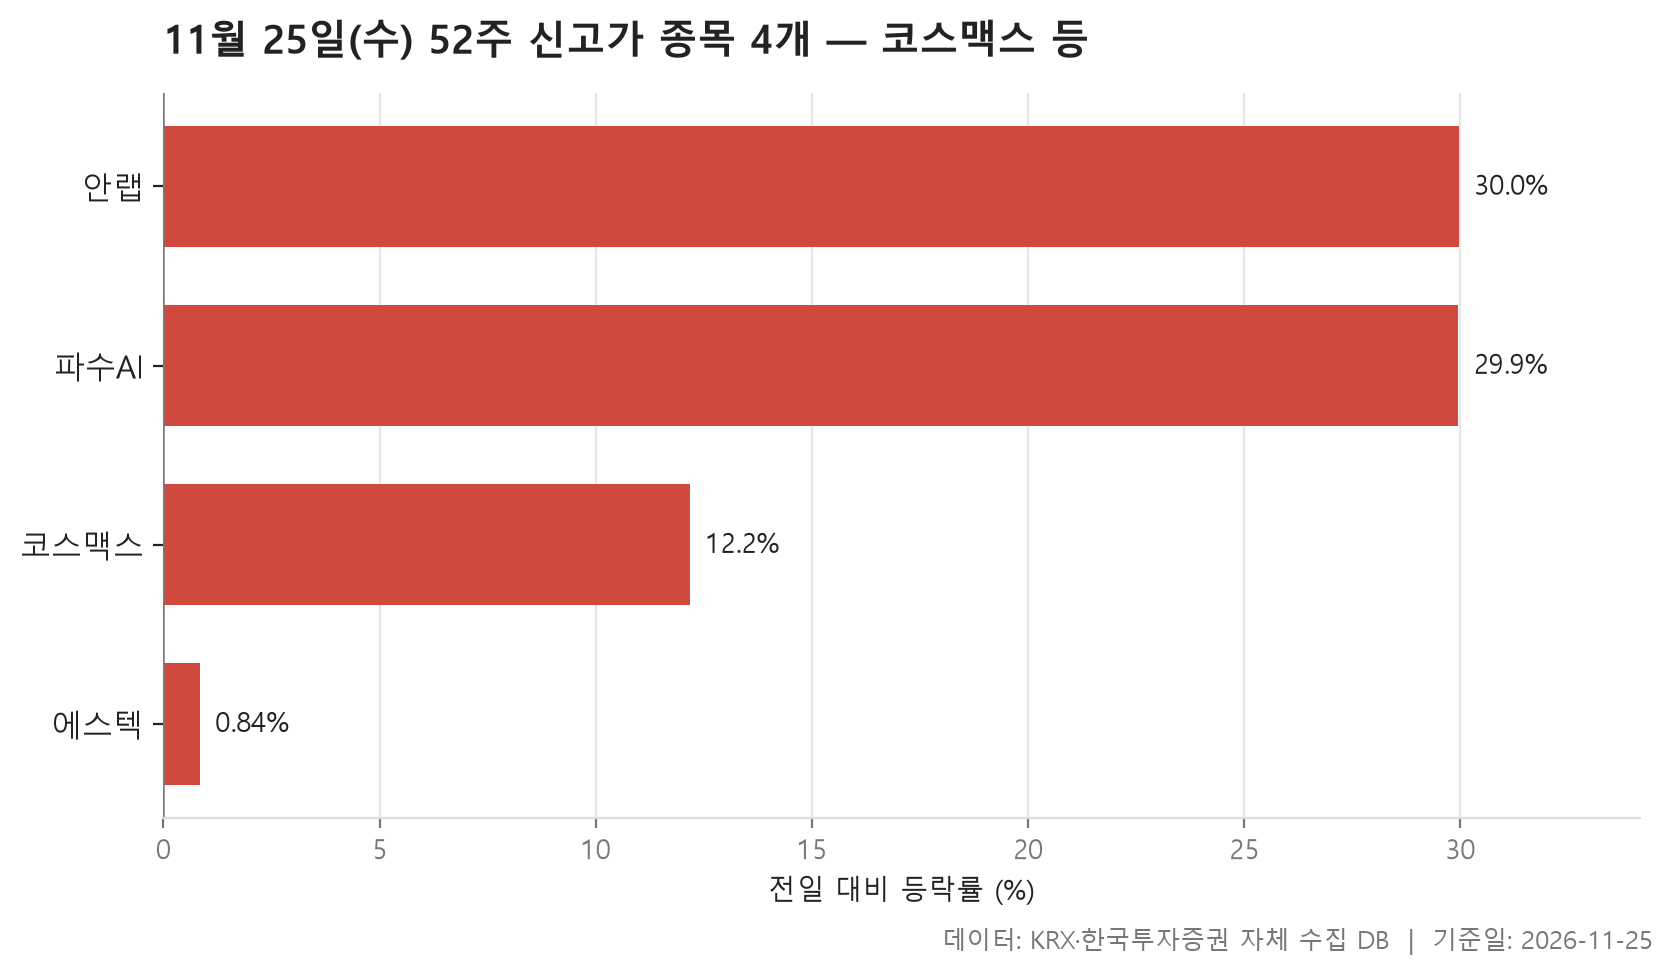 11월 25일(수) 52주 신고가 종목 4개 — 코스맥스 등
안랩
30.0%
파수AI
29.9%
코스맥스
12.2%
에스텍
0.84%
0 5 10 15 20 25 30
전일 대비 등락률 (%)
데이터: KRX·한국투자증권 자체 수집 DB | 기준일: 2026-11-25